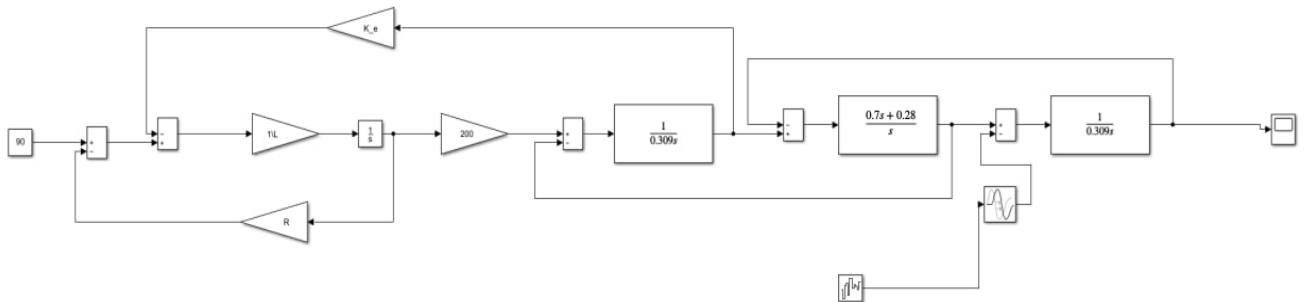 K_e
90
+
−
−
+
1\L
1
s
200
+
−
1
0.309s
−
+
0.7s + 0.28
s
+
−
1
0.309s
R